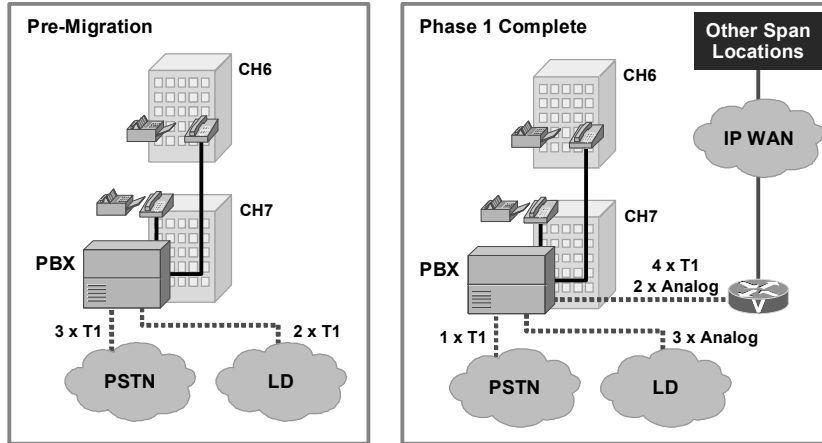 Pre-Migration
CH6
CH7
PBX
3 x T1
2 x T1
PSTN
LD
Phase 1 Complete
Other Span
Locations
CH6
IP WAN
CH7
PBX
4 x T1
2 x Analog
1 x T1
3 x Analog
PSTN
LD